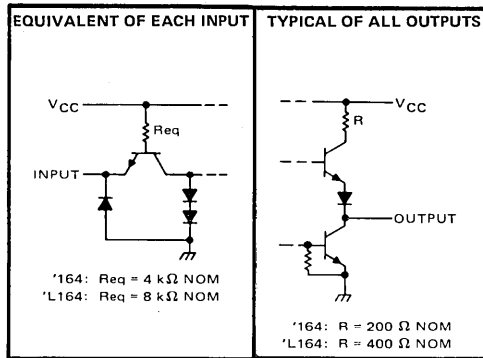 EQUIVALENT OF EACH INPUT
VCC
Req
INPUT
'164: Req = 4 kΩ NOM
'L164: Req = 8 kΩ NOM
TYPICAL OF ALL OUTPUTS
VCC
R
OUTPUT
'164: R = 200 Ω NOM
'L164: R = 400 Ω NOM